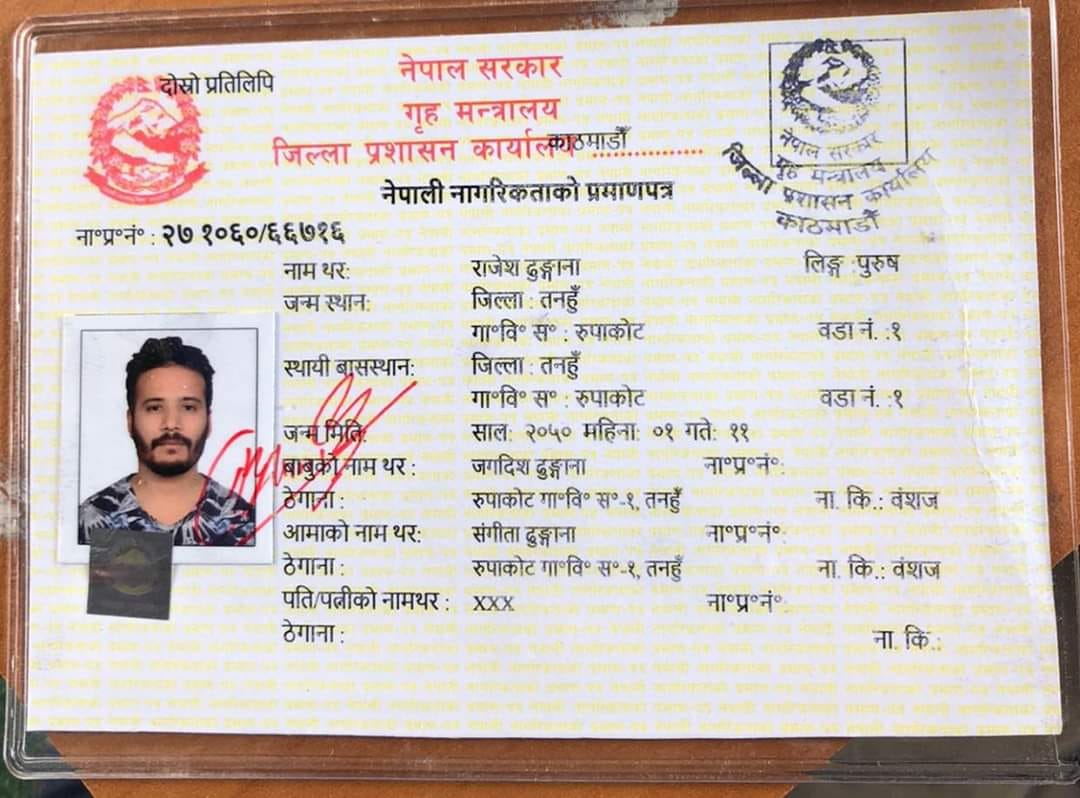 दोस्रो प्रतिलिपि
नेपाल सरकार
गृह मन्त्रालय
जिल्ला प्रशासन कार्यालय काठमाडौँ
नेपाली नागरिकताको प्रमाणपत्र
नेपाल सरकार
गृह मन्त्रालय
जिल्ला प्रशासन कार्यालय
काठमाडौँ
ना॰प्र॰नं॰ : २७ १०६०/६६७१६
नाम थर: राजेश ढुङ्गाना लिङ्ग :पुरुष
जन्म स्थान: जिल्ला : तनहुँ
गा॰वि॰ स॰ : रुपाकोट वडा नं. :१
स्थायी बासस्थान: जिल्ला : तनहुँ
गा॰वि॰ स॰ : रुपाकोट वडा नं. :१
जन्म मिति: साल: २०५० महिना: ०१ गते: ११
बाबुको नाम थर : जगदिश ढुङ्गाना ना॰प्र॰नं॰:
ठेगाना : रुपाकोट गा॰वि॰ स॰-१, तनहुँ ना. कि.: वंशज
आमाको नाम थर: संगीता ढुङ्गाना ना॰प्र॰नं॰:
ठेगाना : रुपाकोट गा॰वि॰ स॰-१, तनहुँ ना. कि.: वंशज
पति/पत्नीको नामथर : XXX ना॰प्र॰नं॰:
ठेगाना : ना. कि.: